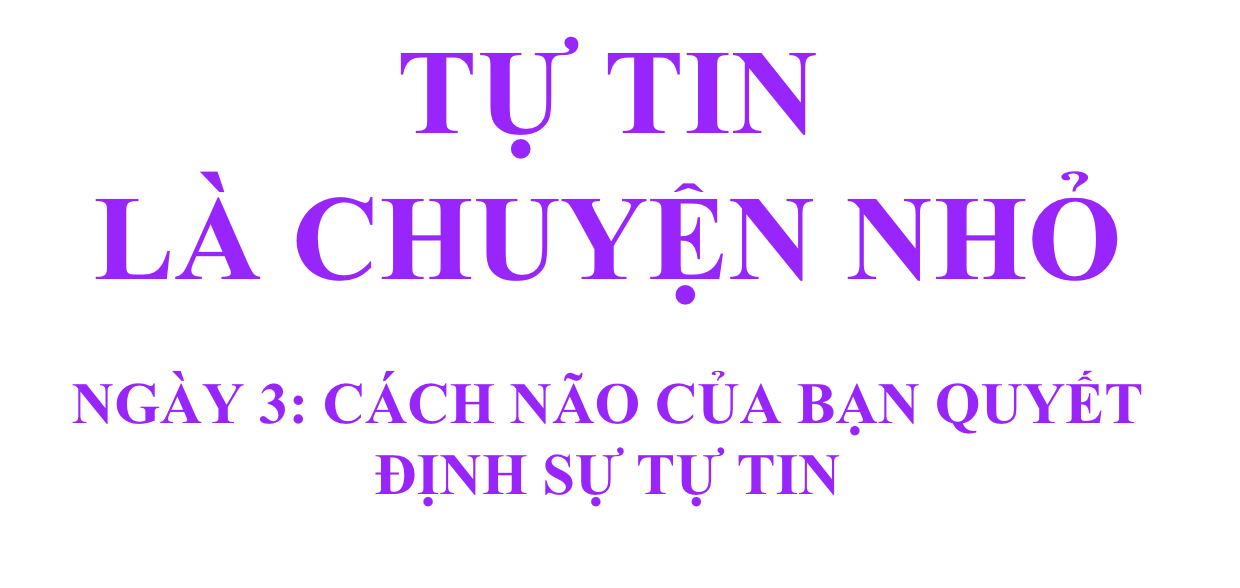 TỰ TIN
LÀ CHUYỆN NHỎ
NGÀY 3: CÁCH NÃO CỦA BẠN QUYẾT
ĐỊNH SỰ TỰ TIN